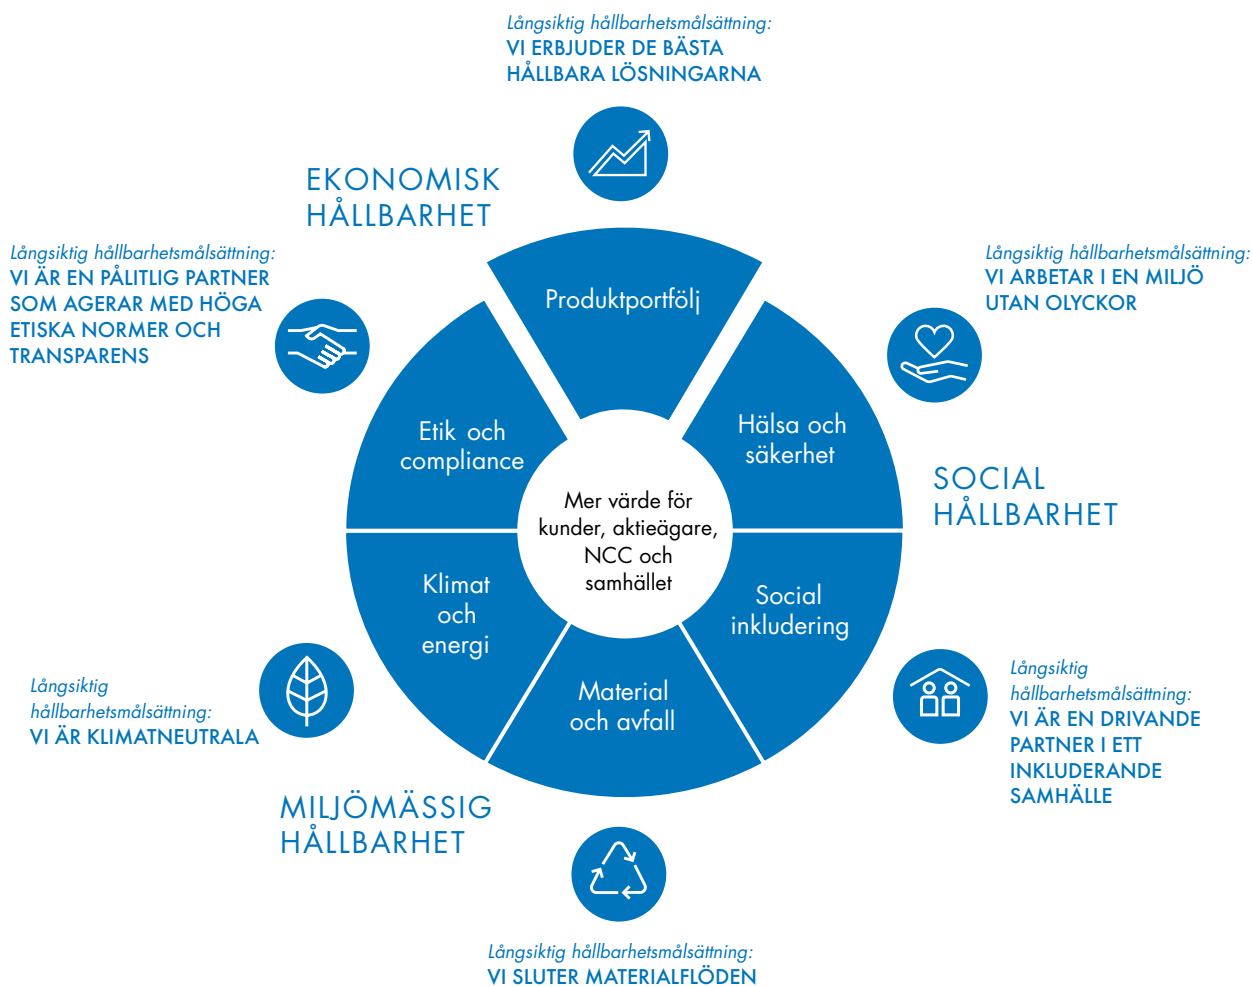 Långsiktig hållbarhetsmålsättning:
VI ERBJUDER DE BÄSTA
HÅLLBARA LÖSNINGARNA
EKONOMISK
HÅLLBARHET
Långsiktig hållbarhetsmålsättning:
VI ÄR EN PÅLITLIG PARTNER
SOM AGERAR MED HÖGA
ETISKA NORMER OCH
TRANSPARENS
Långsiktig hållbarhetsmålsättning:
VI ARBETAR I EN MILJÖ
UTAN OLYCKOR
Produktportfölj
Etik och
compliance
Hälsa och
säkerhet
SOCIAL
HÅLLBARHET
Mer värde för
kunder, aktieägare,
NCC och
samhället
Klimat
och
energi
Social
inkludering
Material
och avfall
Långsiktig
hållbarhetsmålsättning:
VI ÄR KLIMATNEUTRALA
Långsiktig
hållbarhetsmålsättning:
VI ÄR EN DRIVANDE
PARTNER I ETT
INKLUDERANDE
SAMHÄLLE
MILJÖMÄSSIG
HÅLLBARHET
Långsiktig hållbarhetsmålsättning:
VI SLUTER MATERIALFLÖDEN